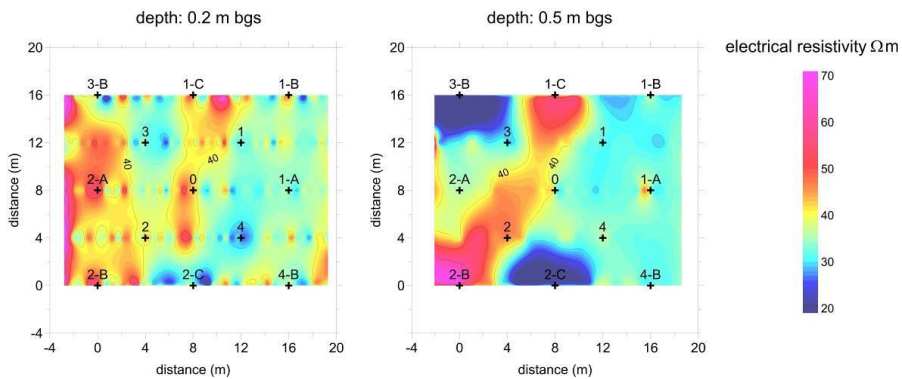 depth: 0.2 m bgs
depth: 0.5 m bgs
electrical resistivity Ωm
20
16
12
8
4
0
-4
-4 0 4 8 12 16 20
distance (m)
distance (m)
3-B 1-C 1-B
3 1
2-A 0 1-A
2 4
2-B 2-C 4-B
40 40
20
16
12
8
4
0
-4
-4 0 4 8 12 16 20
distance (m)
distance (m)
3-B 1-C 1-B
3 1
2-A 0 1-A
2 4
2-B 2-C 4-B
40 40
70
60
50
40
30
20